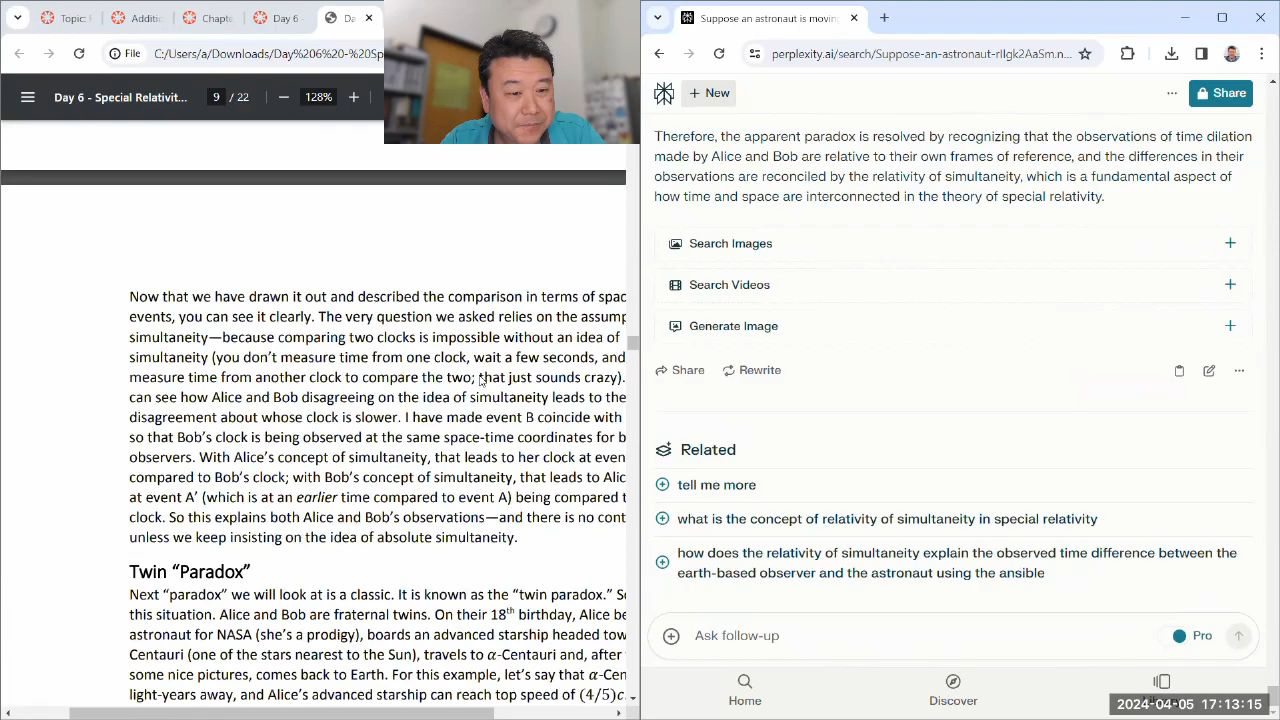 Topic:
Additio
Chapte
Day 6 -
Da
File
C:/Users/a/Downloads/Day%206%20-%20Sp
Day 6 - Special Relativit...
9 / 22
128%
Now that we have drawn it out and described the comparison in terms of spac
events, you can see it clearly. The very question we asked relies on the assump
simultaneity—because comparing two clocks is impossible without an idea of
simultaneity (you don't measure time from one clock, wait a few seconds, and
measure time from another clock to compare the two; that just sounds crazy).
can see how Alice and Bob disagreeing on the idea of simultaneity leads to the
disagreement about whose clock is slower. I have made event B coincide with
so that Bob's clock is being observed at the same space-time coordinates for b
observers. With Alice's concept of simultaneity, that leads to her clock at even
compared to Bob's clock; with Bob's concept of simultaneity, that leads to Alic
at event A' (which is at an earlier time compared to event A) being compared t
clock. So this explains both Alice and Bob's observations—and there is no cont
unless we keep insisting on the idea of absolute simultaneity.
Twin "Paradox"
Next "paradox" we will look at is a classic. It is known as the "twin paradox." S
this situation. Alice and Bob are fraternal twins. On their 18th birthday, Alice be
astronaut for NASA (she's a prodigy), boards an advanced starship headed tow
Centauri (one of the stars nearest to the Sun), travels to α-Centauri and, after
some nice pictures, comes back to Earth. For this example, let's say that α-Cen
light-years away, and Alice's advanced starship can reach top speed of (4/5)c
Suppose an astronaut is movin
perplexity.ai/search/Suppose-an-astronaut-rIIgk2AaSm.n...
New
Share
Therefore, the apparent paradox is resolved by recognizing that the observations of time dilation
made by Alice and Bob are relative to their own frames of reference, and the differences in their
observations are reconciled by the relativity of simultaneity, which is a fundamental aspect of
how time and space are interconnected in the theory of special relativity.
Search Images
Search Videos
Generate Image
Share
Rewrite
Related
tell me more
what is the concept of relativity of simultaneity in special relativity
how does the relativity of simultaneity explain the observed time difference between the
earth-based observer and the astronaut using the ansible
Ask follow-up
Pro
Home
Discover
2024-04-05 17:13:15